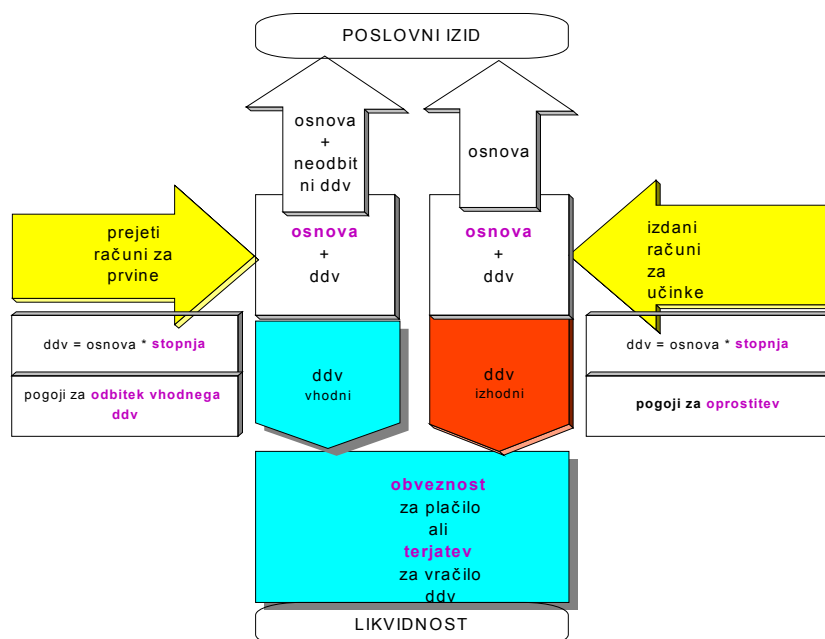 POSLOVNI IZID
osnova
+
neodbit
ni ddv
osnova
prejeti
računi za
prvine
osnova
+
ddv
osnova
+
ddv
izdani
računi
za
učinke
ddv = osnova * stopnja
pogoji za odbitek vhodnega
ddv
ddv
vhodni
ddv
izhodni
ddv = osnova * stopnja
pogoji za oprostitev
obveznost
za plačilo
ali
terjatev
za vračilo
ddv
LIKVIDNOST